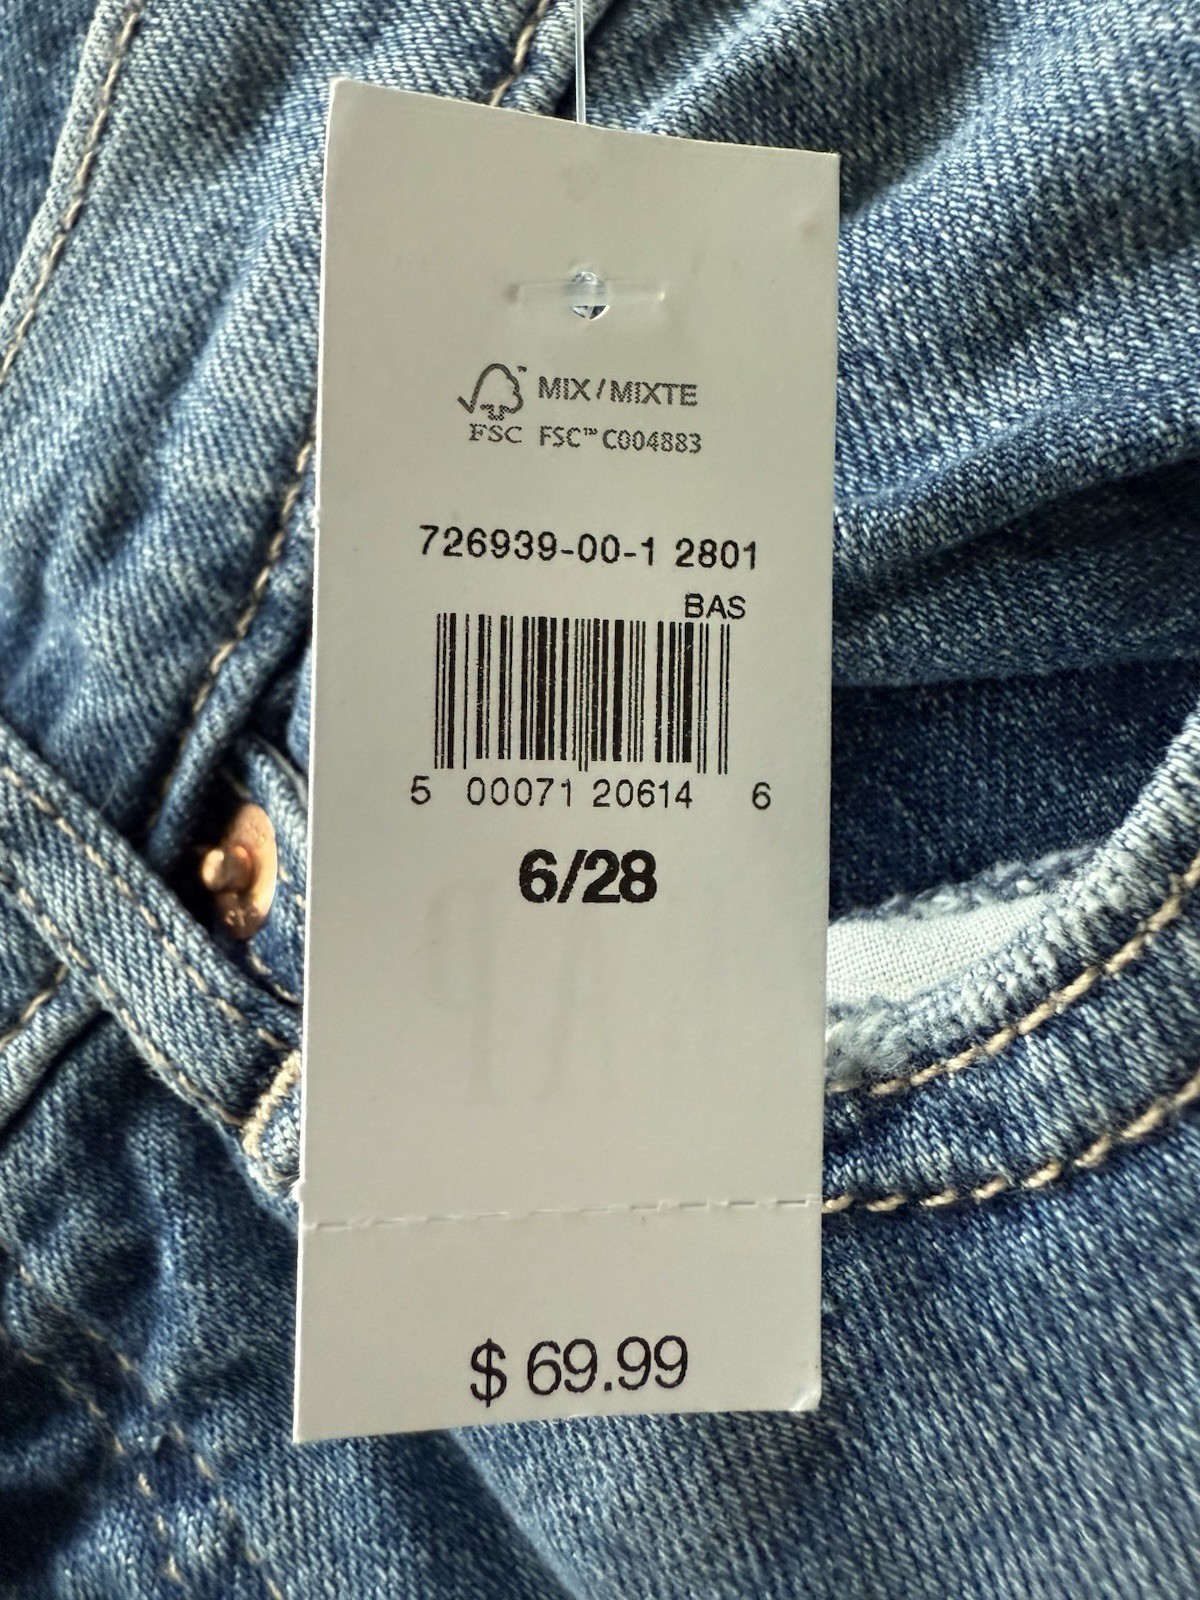 MIX / MIXTE
FSC FSC™ C004883
726939-00-1 2801
BAS
5 00071 20614 6
6/28
$ 69.99